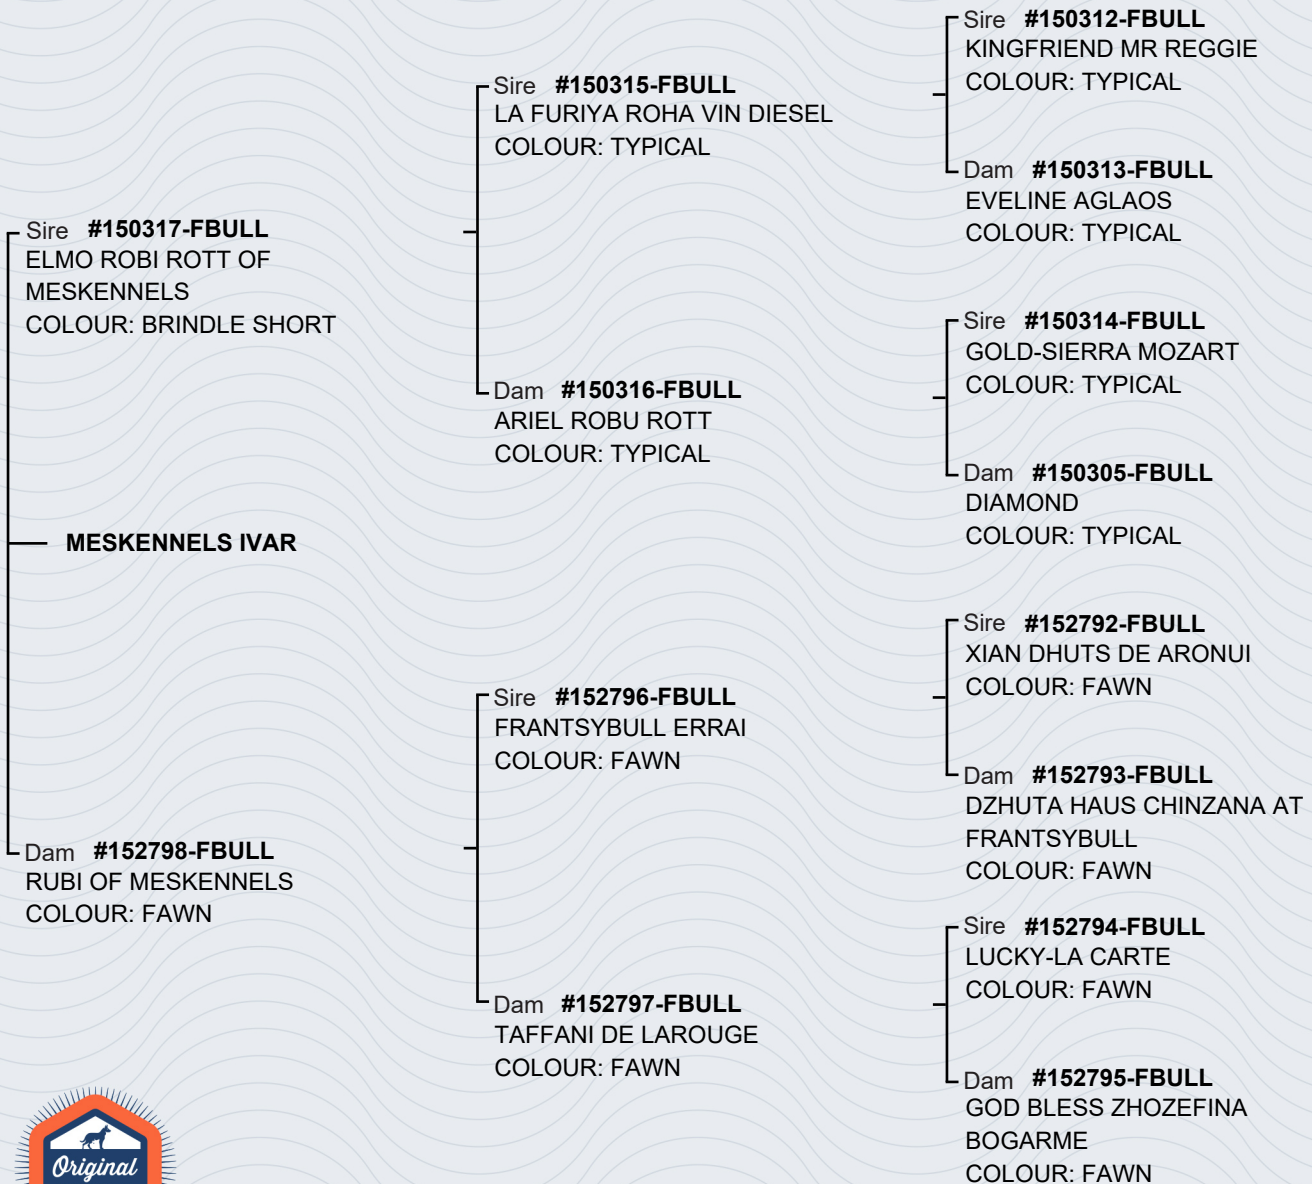 Sire #150312-FBULL
KINGFRIEND MR REGGIE
COLOUR: TYPICAL
Sire #150315-FBULL
LA FURIYA ROHA VIN DIESEL
COLOUR: TYPICAL
Dam #150313-FBULL
EVELINE AGLAOS
COLOUR: TYPICAL
Sire #150317-FBULL
ELMO ROBI ROTT OF
MESKENNELS
COLOUR: BRINDLE SHORT
Sire #150314-FBULL
GOLD-SIERRA MOZART
COLOUR: TYPICAL
Dam #150316-FBULL
ARIEL ROBU ROTT
COLOUR: TYPICAL
Dam #150305-FBULL
DIAMOND
COLOUR: TYPICAL
MESKENNELS IVAR
Sire #152792-FBULL
XIAN DHUTS DE ARONUI
COLOUR: FAWN
Sire #152796-FBULL
FRANTSYBULL ERRAI
COLOUR: FAWN
Dam #152793-FBULL
DZHUTA HAUS CHINZANA AT
FRANTSYBULL
COLOUR: FAWN
Dam #152798-FBULL
RUBI OF MESKENNELS
COLOUR: FAWN
Sire #152794-FBULL
LUCKY-LA CARTE
COLOUR: FAWN
Dam #152797-FBULL
TAFFANI DE LAROUGE
COLOUR: FAWN
Dam #152795-FBULL
GOD BLESS ZHOZEFINA
BOGARME
COLOUR: FAWN
Original